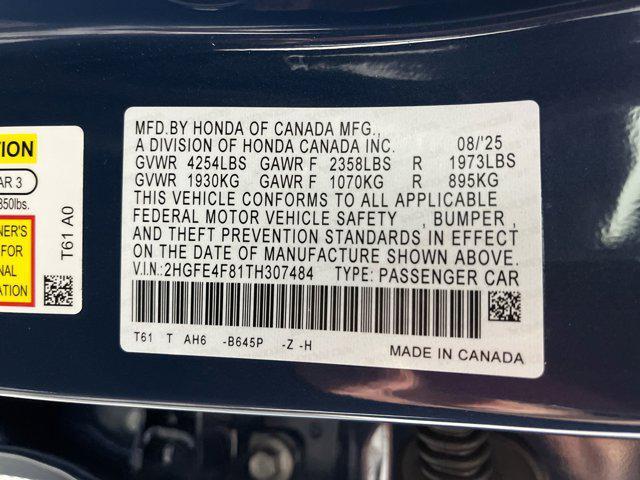 TION
AR 3
850lbs.
NER'S
FOR
NAL
ATION
T61 A0
MFD.BY HONDA OF CANADA MFG.,
A DIVISION OF HONDA CANADA INC. 08/'25
GVWR 4254LBS GAWR F 2358LBS R 1973LBS
GVWR 1930KG GAWR F 1070KG R 895KG
THIS VEHICLE CONFORMS TO ALL APPLICABLE
FEDERAL MOTOR VEHICLE SAFETY , BUMPER ,
AND THEFT PREVENTION STANDARDS IN EFFECT
ON THE DATE OF MANUFACTURE SHOWN ABOVE.
V.I.N.:2HGFE4F81TH307484 TYPE: PASSENGER CAR
T61 T AH6 -B645P -Z -H
MADE IN CANADA